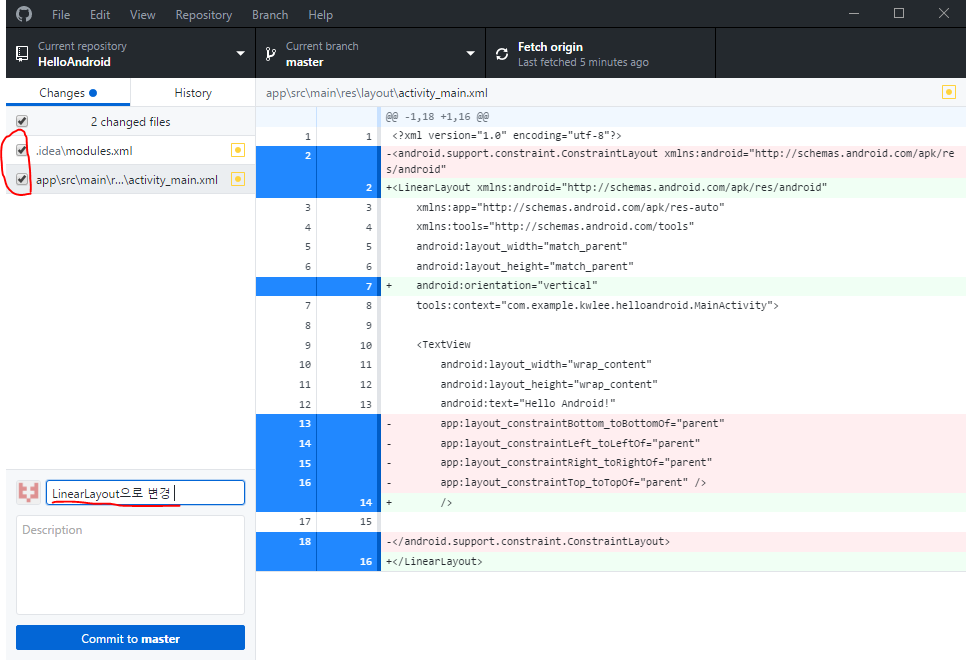 File Edit View Repository Branch Help
Current repository
HelloAndroid
Current branch
master
Fetch origin
Last fetched 5 minutes ago
Changes
History
2 changed files
.idea\modules.xml
app\src\main\r...\activity_main.xml
LinearLayout으로 변경
Description
Commit to master
app\src\main\res\layout\activity_main.xml
@@ -1,18 +1,16 @@
1 1 <?xml version="1.0" encoding="utf-8"?>
2 -<android.support.constraint.ConstraintLayout xmlns:android="http://schemas.android.com/apk/re
s/android"
2 +<LinearLayout xmlns:android="http://schemas.android.com/apk/res/android"
3 3 xmlns:app="http://schemas.android.com/apk/res-auto"
4 4 xmlns:tools="http://schemas.android.com/tools"
5 5 android:layout_width="match_parent"
6 6 android:layout_height="match_parent"
7 + android:orientation="vertical"
7 8 tools:context="com.example.kwlee.helloandroid.MainActivity">
8 9
9 10 <TextView
10 11 android:layout_width="wrap_content"
11 12 android:layout_height="wrap_content"
12 13 android:text="Hello Android!"
13 - app:layout_constraintBottom_toBottomOf="parent"
14 - app:layout_constraintLeft_toLeftOf="parent"
15 - app:layout_constraintRight_toRightOf="parent"
16 - app:layout_constraintTop_toTopOf="parent" />
14 + />
17 15
18 -</android.support.constraint.ConstraintLayout>
16 +</LinearLayout>